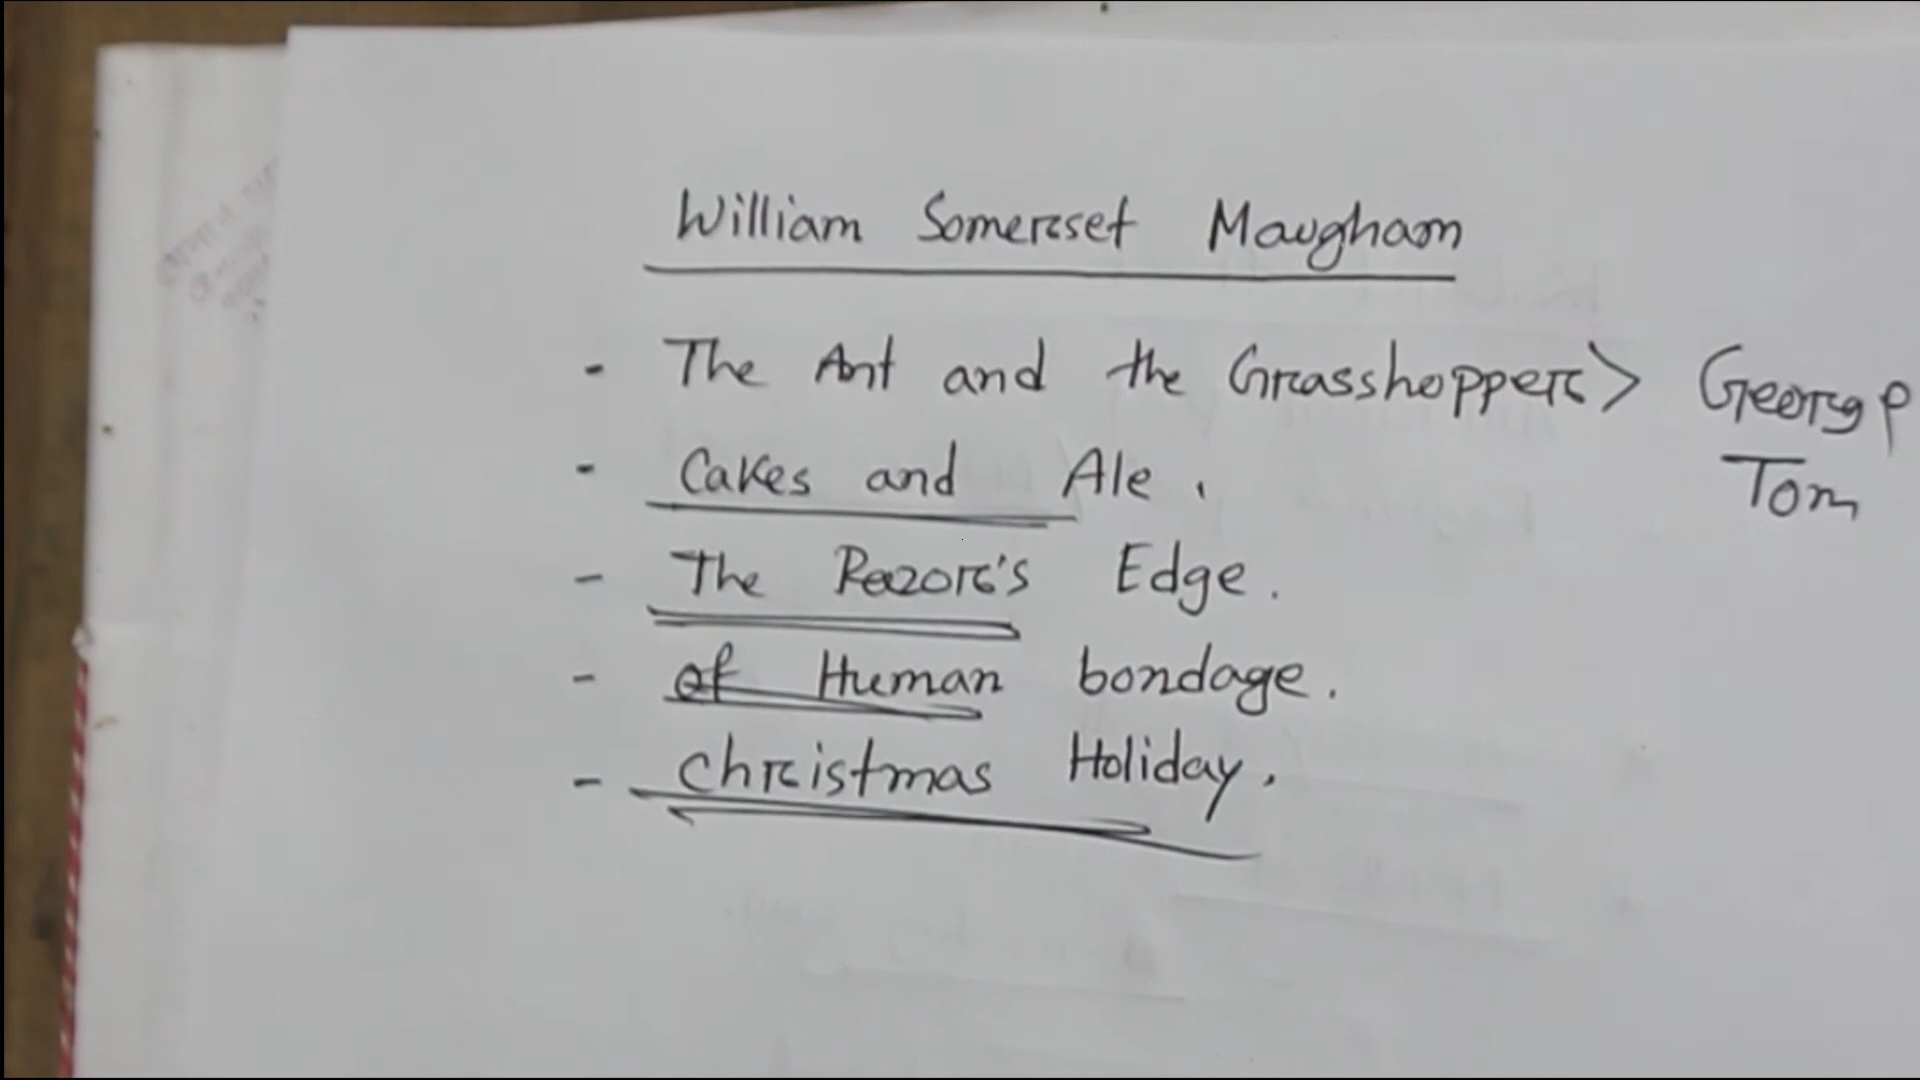 William Somerset Maugham
- The Ant and the Grasshopper> George
Tom
- Cakes and Ale.
- The Razor's Edge.
- of Human bondage.
- christmas Holiday.